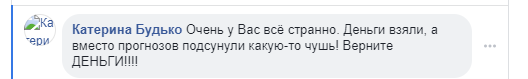 Катерина Будько Очень у Вас всё странно. Деньги взяли, а
вместо прогнозов подсунули какую-то чушь! Верните
ДЕНЬГИ!!!!